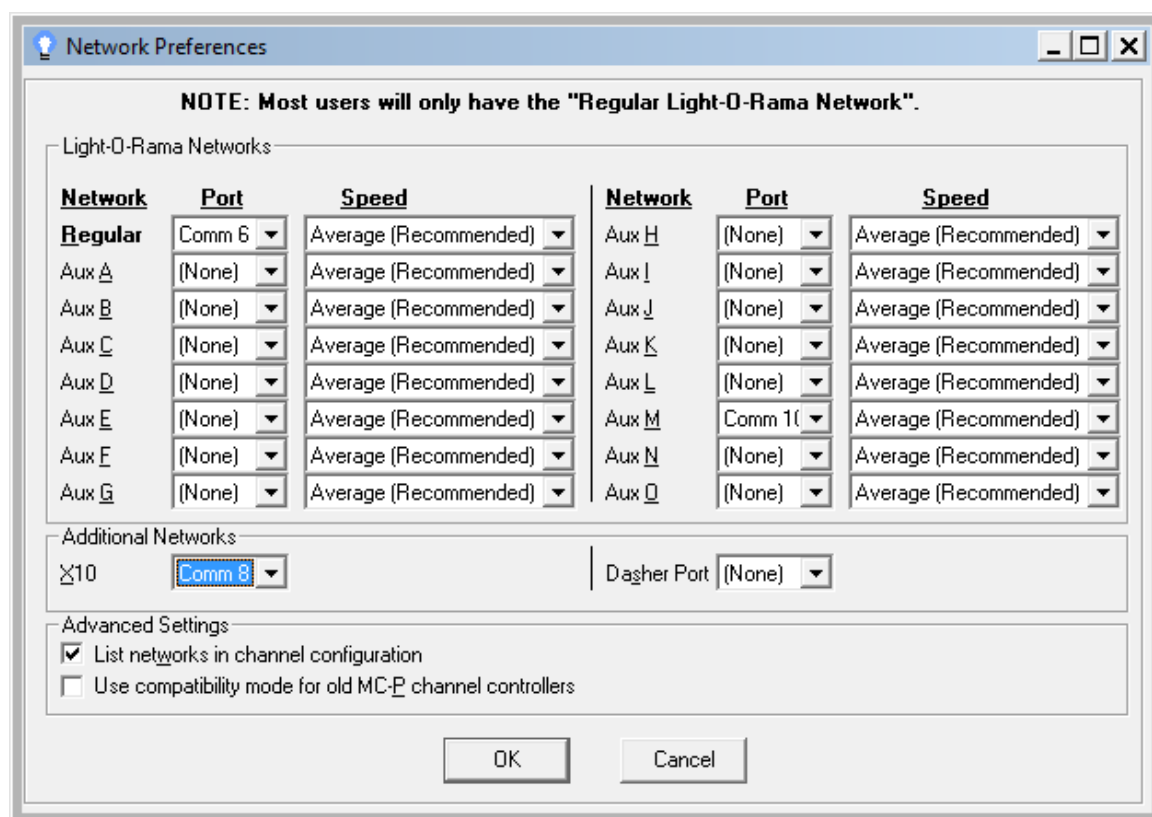 Network Preferences
NOTE: Most users will only have the "Regular Light-O-Rama Network".
Light-O-Rama Networks
Network Port Speed Network Port Speed
Regular Comm 6 Average (Recommended) Aux H (None) Average (Recommended)
Aux A (None) Average (Recommended) Aux I (None) Average (Recommended)
Aux B (None) Average (Recommended) Aux J (None) Average (Recommended)
Aux C (None) Average (Recommended) Aux K (None) Average (Recommended)
Aux D (None) Average (Recommended) Aux L (None) Average (Recommended)
Aux E (None) Average (Recommended) Aux M Comm 10 Average (Recommended)
Aux F (None) Average (Recommended) Aux N (None) Average (Recommended)
Aux G (None) Average (Recommended) Aux O (None) Average (Recommended)
Additional Networks
X10 Comm 8 Dasher Port (None)
Advanced Settings
List networks in channel configuration
Use compatibility mode for old MC-P channel controllers
OK Cancel